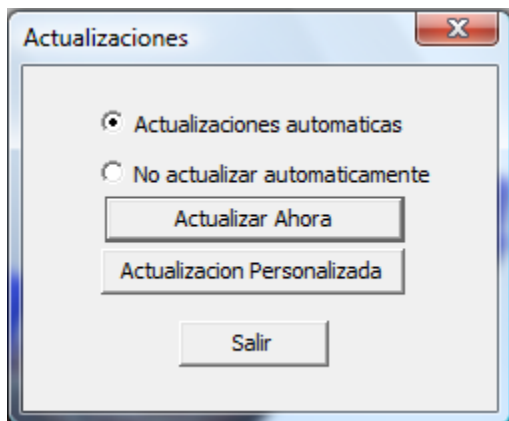 Actualizaciones
Actualizaciones automaticas
No actualizar automaticamente
Actualizar Ahora
Actualizacion Personalizada
Salir